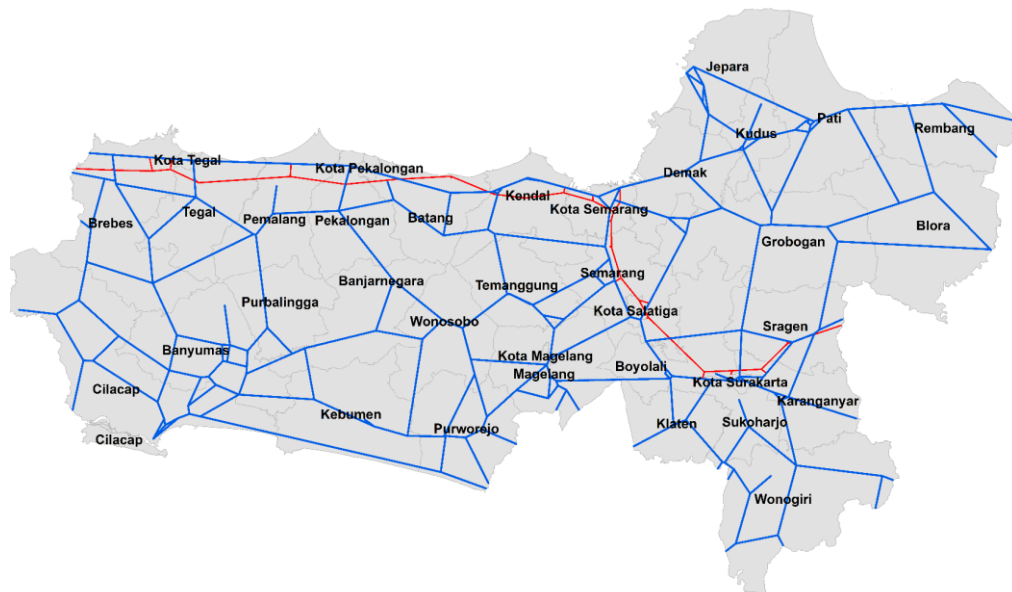 Jepara
Pati
Kudus
Rembang
Kota Tegal
Kota Pekalongan
Demak
Kendal
Kota Semarang
Tegal
Pemalang
Pekalongan
Batang
Brebes
Blora
Grobogan
Semarang
Banjarnegara
Temanggung
Purbalingga
Kota Salatiga
Wonosobo
Sragen
Banyumas
Kota Magelang
Boyolali
Magelang
Kota Surakarta
Cilacap
Karanganyar
Kebumen
Klaten
Sukoharjo
Purworejo
Cilacap
Wonogiri